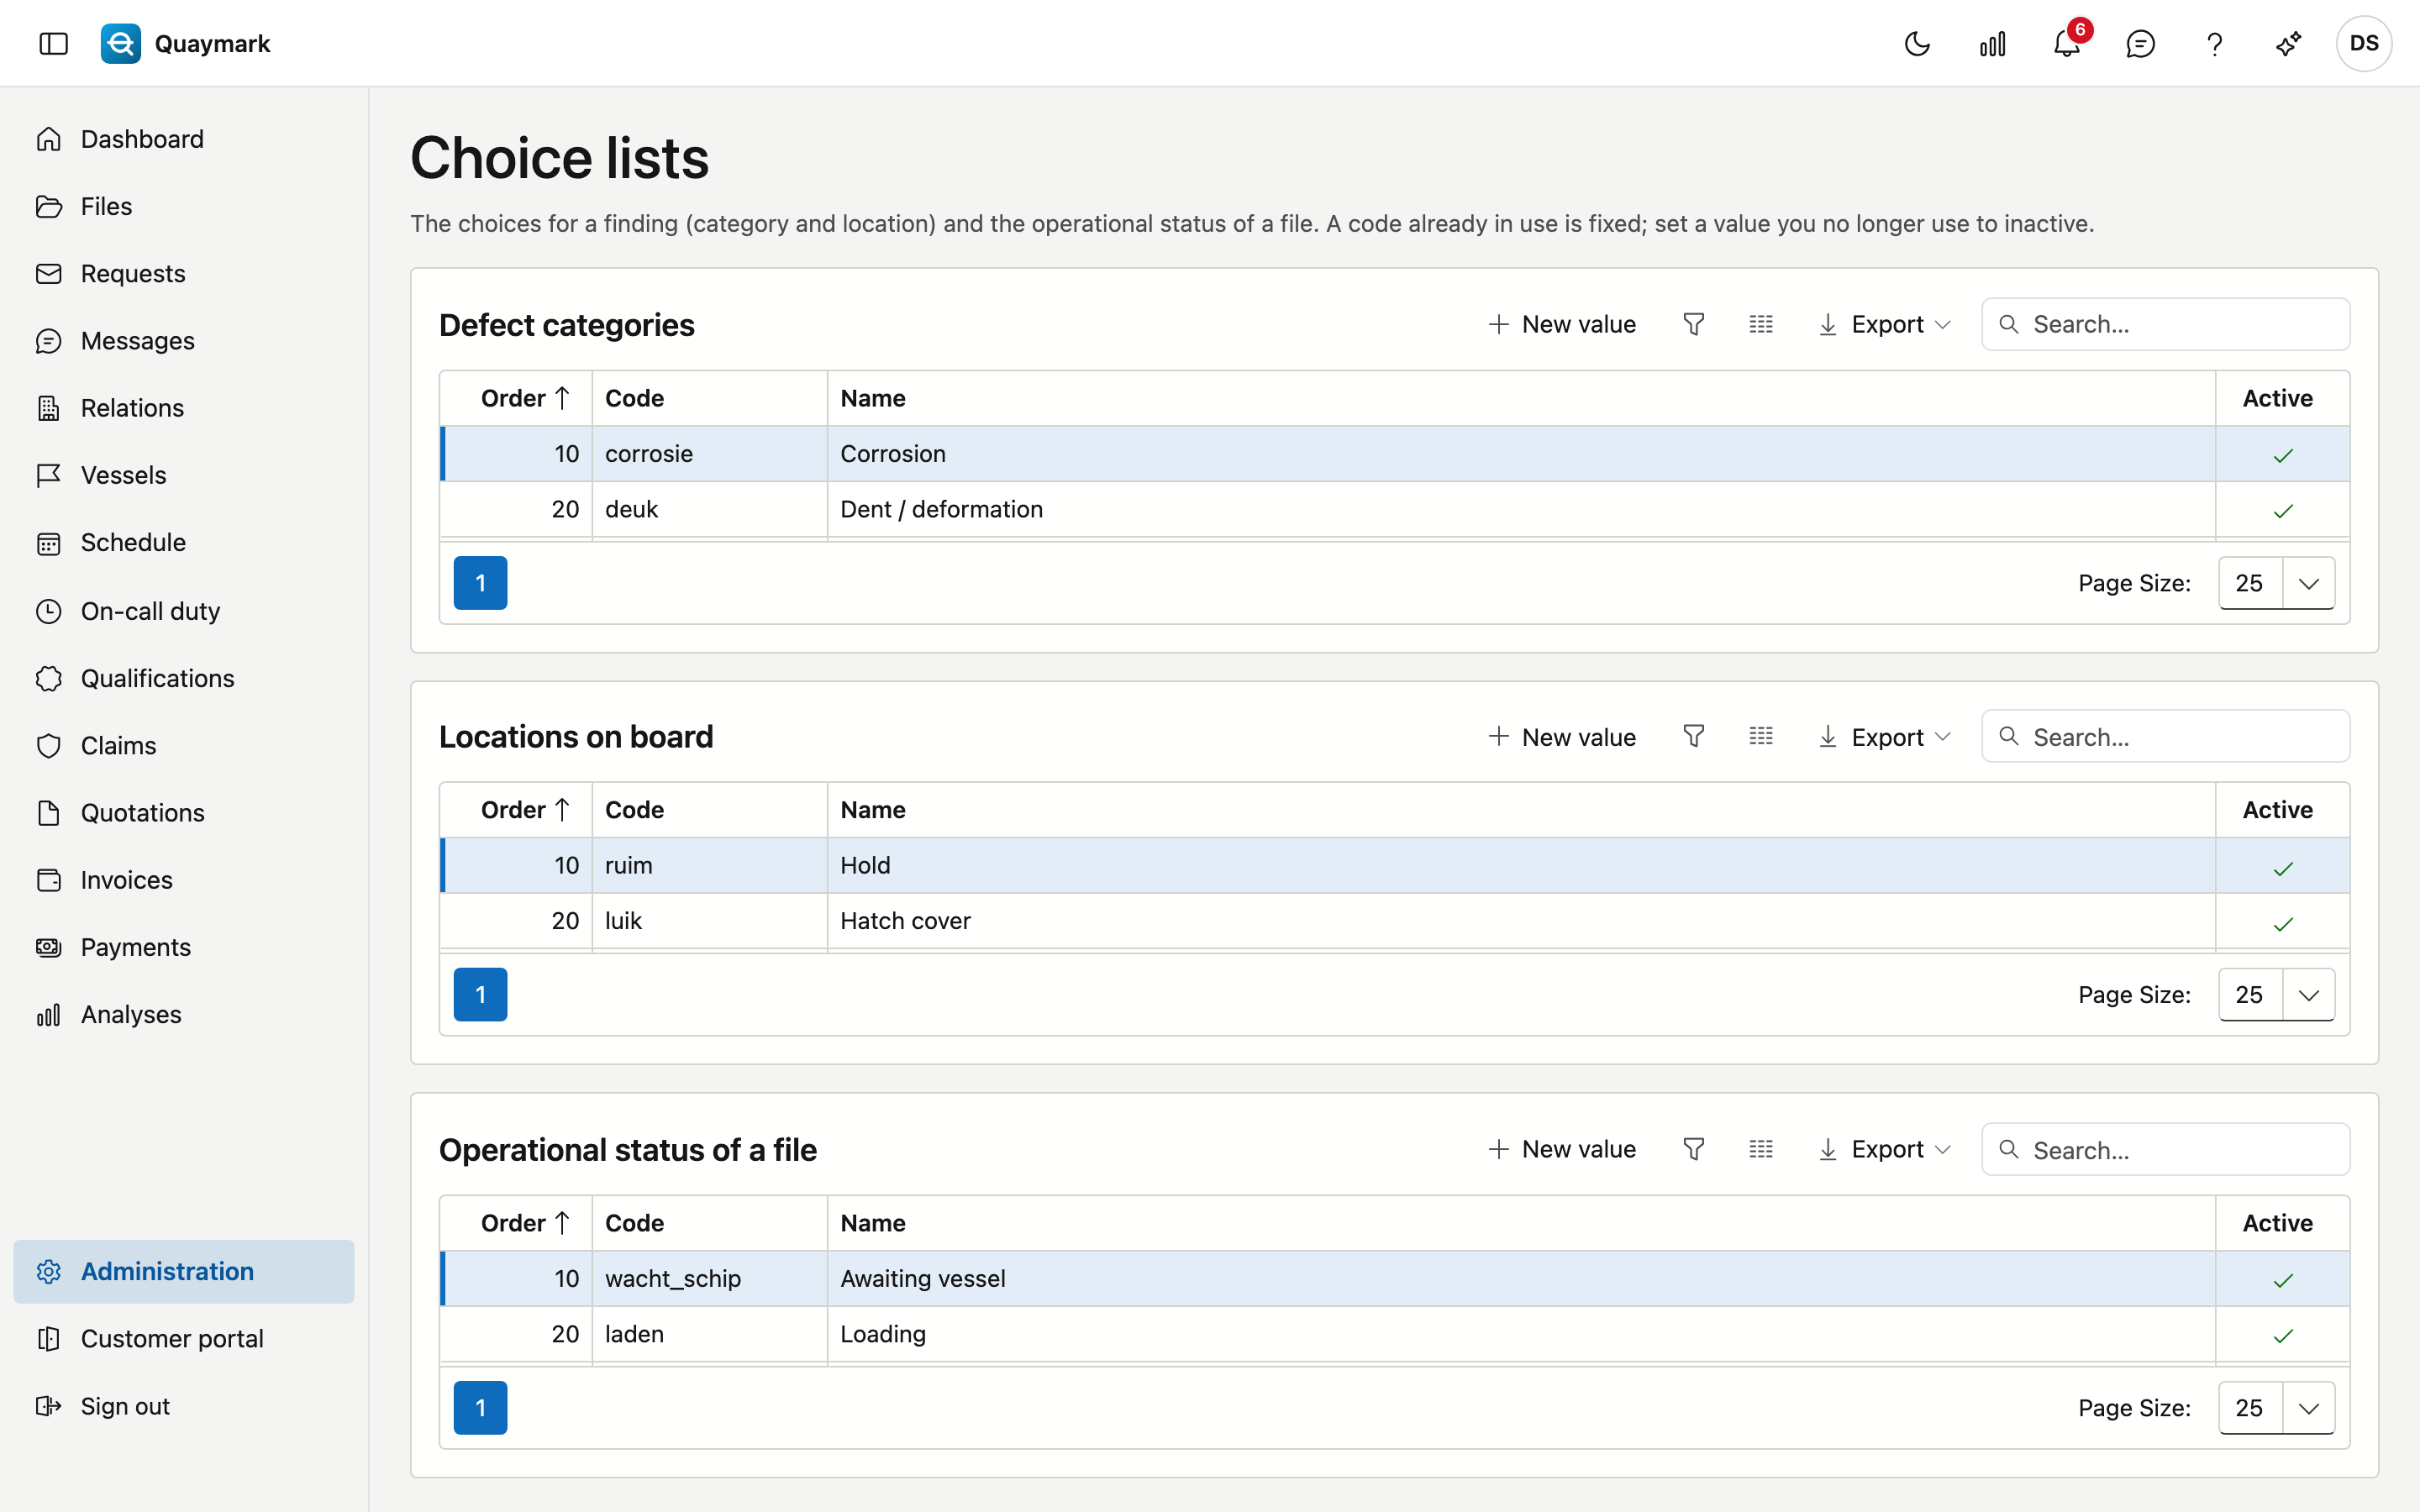 Quaymark
6
DS
Dashboard
Files
Requests
Messages
Relations
Vessels
Schedule
On-call duty
Qualifications
Claims
Quotations
Invoices
Payments
Analyses
Administration
Customer portal
Sign out
Choice lists
The choices for a finding (category and location) and the operational status of a file. A code already in use is fixed; set a value you no longer use to inactive.
Defect categories
New value
Export
Search...
Order Code Name Active
10 corrosie Corrosion
20 deuk Dent / deformation
1
Page Size: 25
Locations on board
New value
Export
Search...
Order Code Name Active
10 ruim Hold
20 luik Hatch cover
1
Page Size: 25
Operational status of a file
New value
Export
Search...
Order Code Name Active
10 wacht_schip Awaiting vessel
20 laden Loading
1
Page Size: 25